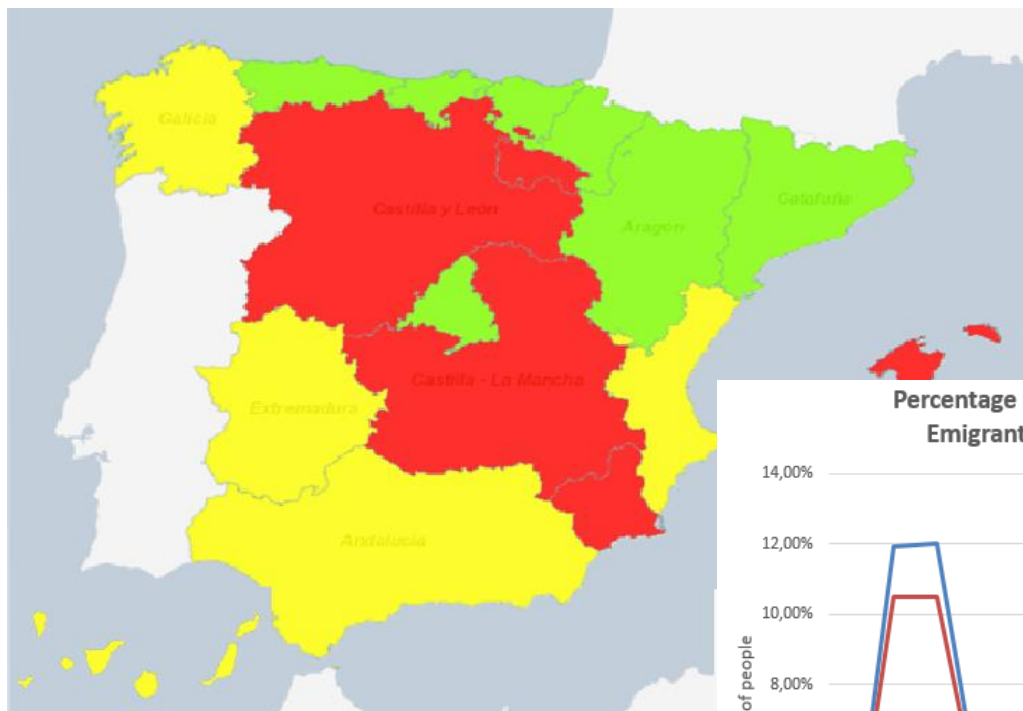 Galicia
Castilla y León
Aragón
Cataluña
Castilla - La Mancha
Extremadura
Andalucía
Percentage
Emigrant
14,00%
12,00%
10,00%
8,00%
of people